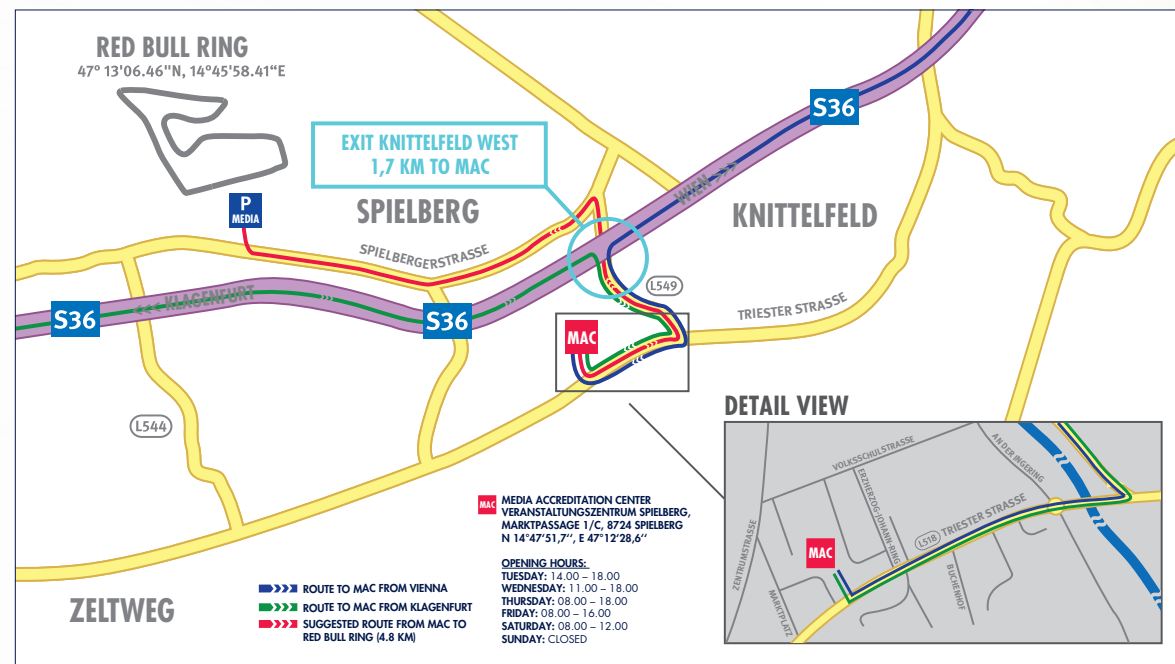 RED BULL RING
47° 13'06.46"N, 14°45'58.41“E
S36
EXIT KNITTELFELD WEST
1,7 KM TO MAC
WIEN >>>
P
MEDIA
SPIELBERG
KNITTELFELD
SPIELBERGERSTRASSE
<<< KLAGENFURT
L549
S36
S36
TRIESTER STRASSE
MAC
L544
DETAIL VIEW
VOLKSSCHULSTRASSE
AN DER INGERING
ERZHERZOG-JOHANN-RING
L518 TRIESTER STRASSE
ZENTRUMSTRASSE
MAC
BUCHENHOF
MARKTPLATZ
MAC MEDIA ACCREDITATION CENTER
VERANSTALTUNGSZENTRUM SPIELBERG,
MARKTPASSAGE 1/C, 8724 SPIELBERG
N 14°47’51,7’’, E 47°12’28,6’’
OPENING HOURS:
TUESDAY: 14.00 – 18.00
WEDNESDAY: 11.00 – 18.00
THURSDAY: 08.00 – 18.00
FRIDAY: 08.00 – 16.00
SATURDAY: 08.00 – 12.00
SUNDAY: CLOSED
ZELTWEG
ROUTE TO MAC FROM VIENNA
ROUTE TO MAC FROM KLAGENFURT
SUGGESTED ROUTE FROM MAC TO
RED BULL RING (4.8 KM)